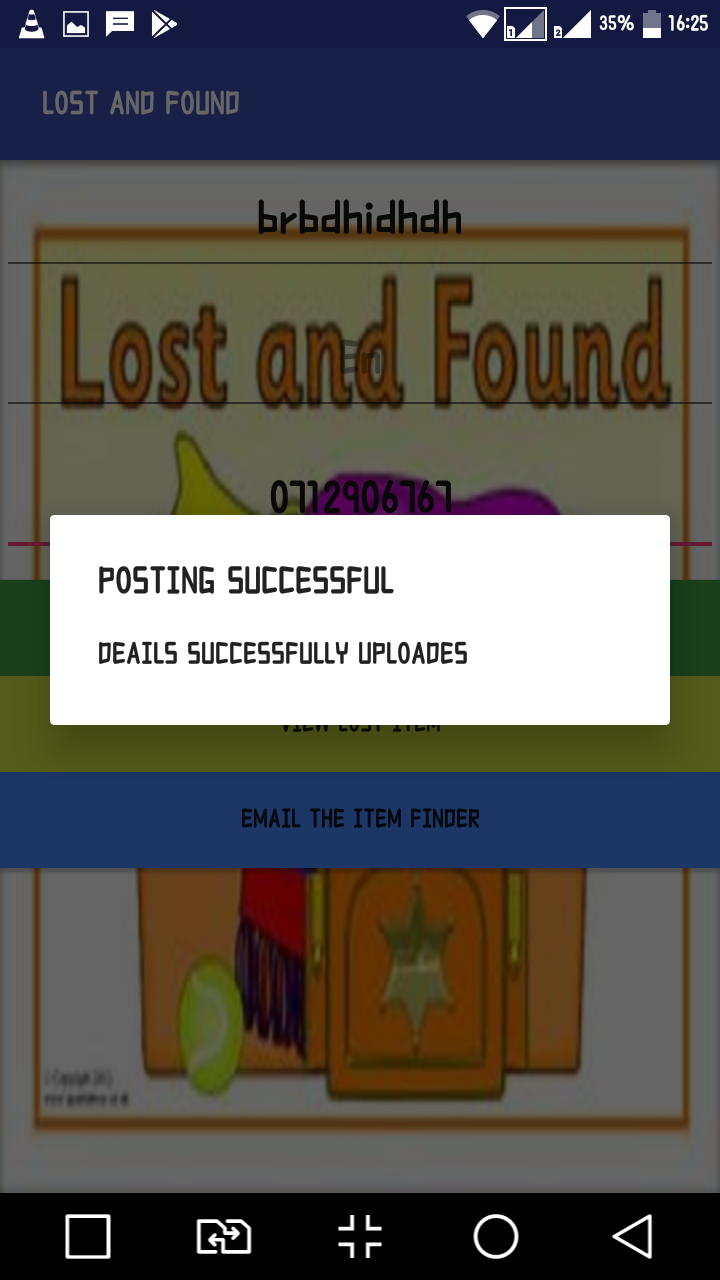 35% 16:25
LOST AND FOUND
brbdhidhdh
Lost and Found
En
0712906767
POSTING SUCCESSFUL
DEAILS SUCCESSFULLY UPLOADES
VIEW LOST ITEM
EMAIL THE ITEM FINDER